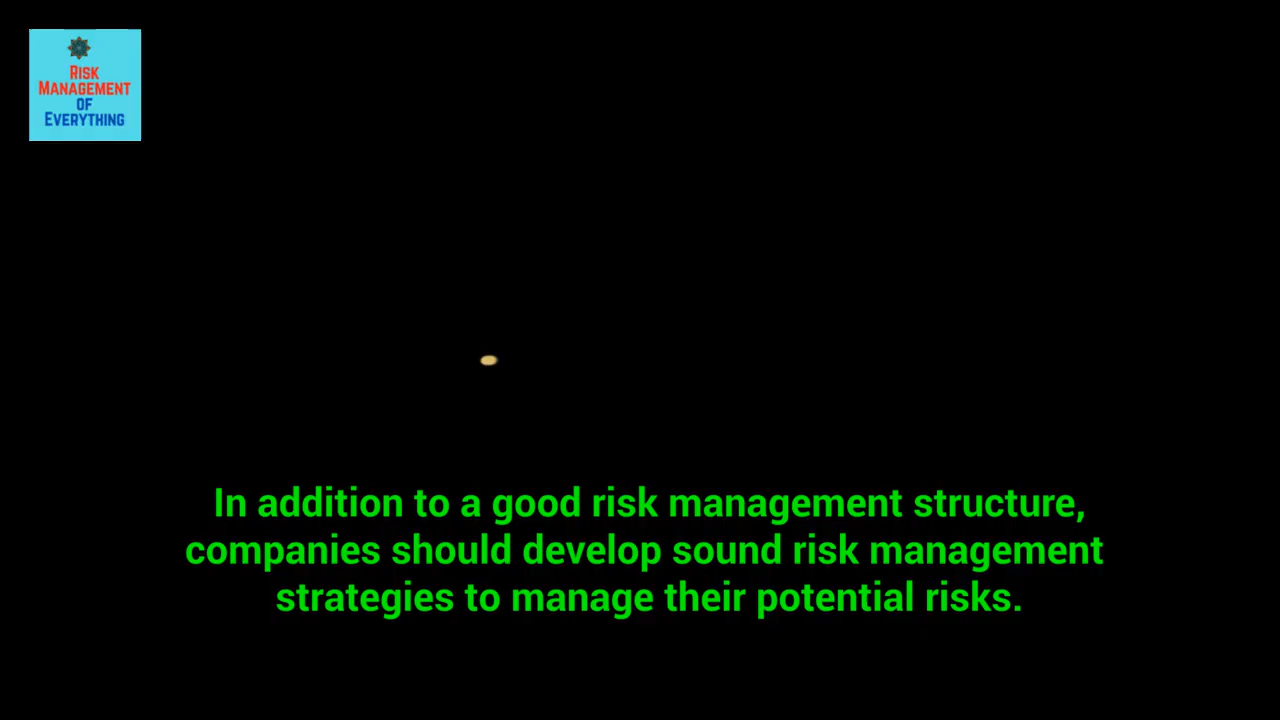 Risk
Management
of
Everything
In addition to a good risk management structure,
companies should develop sound risk management
strategies to manage their potential risks.